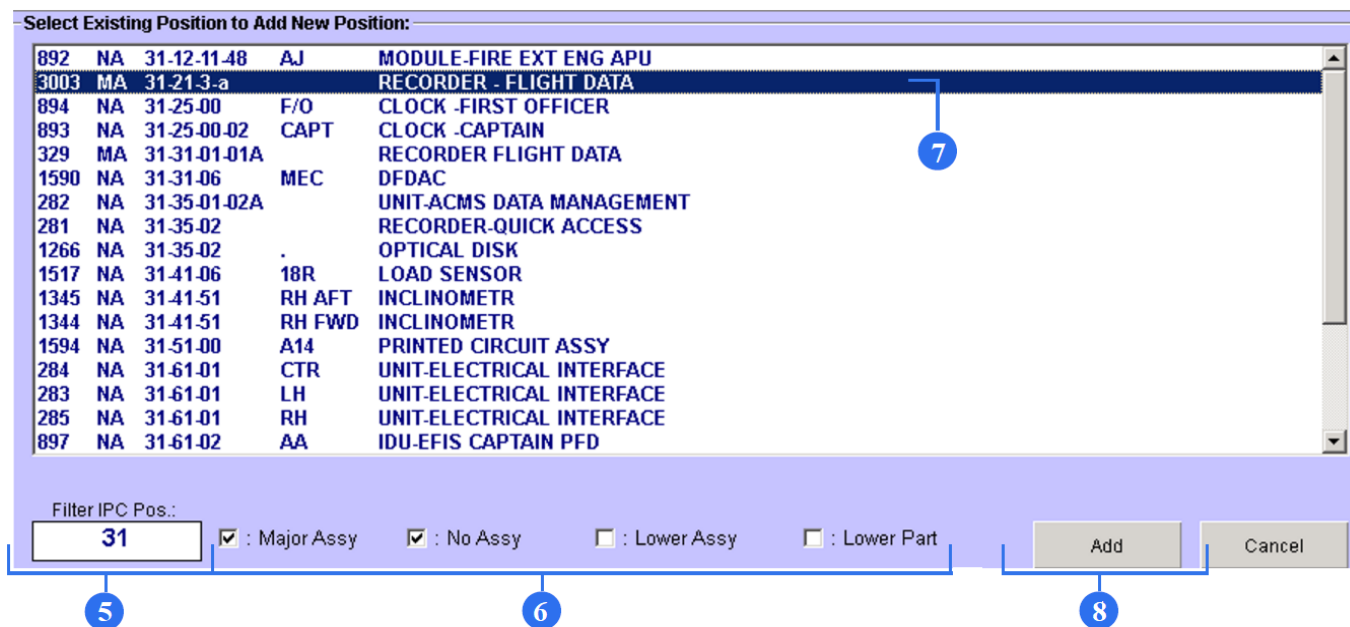 Select Existing Position to Add New Position:
892 NA 31-12-11-48 AJ MODULE-FIRE EXT ENG APU
3003 MA 31-21-3-a RECORDER - FLIGHT DATA
894 NA 31-25-00 F/O CLOCK -FIRST OFFICER
893 NA 31-25-00-02 CAPT CLOCK -CAPTAIN
329 MA 31-31-01-01A RECORDER FLIGHT DATA
7
1590 NA 31-31-06 MEC DFDAC
282 NA 31-35-01-02A UNIT-ACMS DATA MANAGEMENT
281 NA 31-35-02 RECORDER-QUICK ACCESS
1266 NA 31-35-02 . OPTICAL DISK
1517 NA 31-41-06 18R LOAD SENSOR
1345 NA 31-41-51 RH AFT INCLINOMETR
1344 NA 31-41-51 RH FWD INCLINOMETR
1594 NA 31-51-00 A14 PRINTED CIRCUIT ASSY
284 NA 31-61-01 CTR UNIT-ELECTRICAL INTERFACE
283 NA 31-61-01 LH UNIT-ELECTRICAL INTERFACE
285 NA 31-61-01 RH UNIT-ELECTRICAL INTERFACE
897 NA 31-61-02 AA IDU-EFIS CAPTAIN PFD
Filter IPC Pos.:
31 : Major Assy : No Assy : Lower Assy : Lower Part Add Cancel
5 6 8